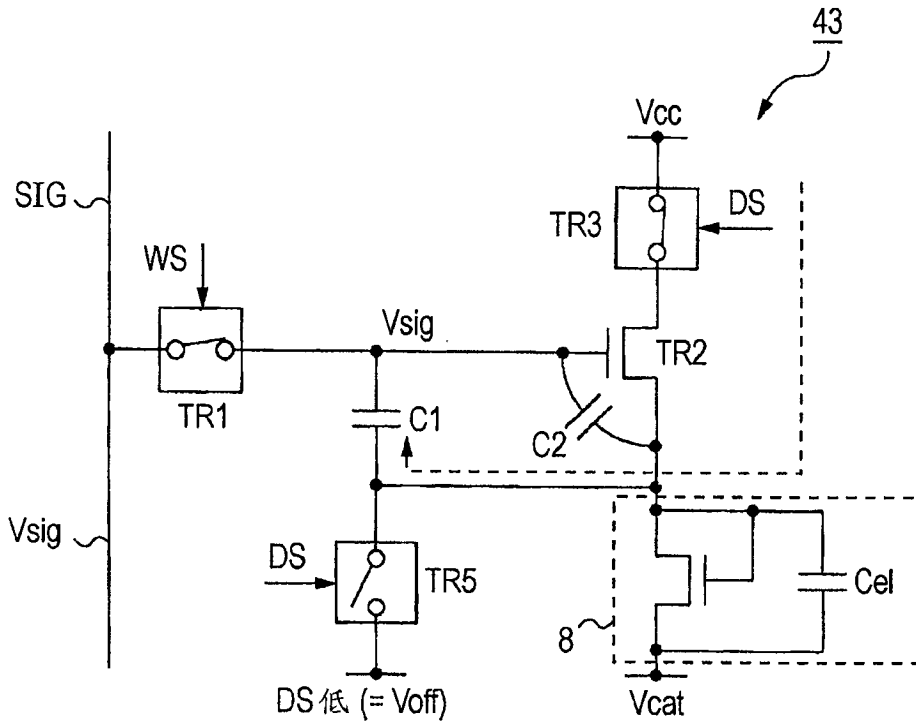 43
Vcc
SIG
TR3
DS
WS
Vsig
TR2
TR1
C1
C2
Vsig
DS
TR5
Cel
8
DS 低 (= Voff)
Vcat